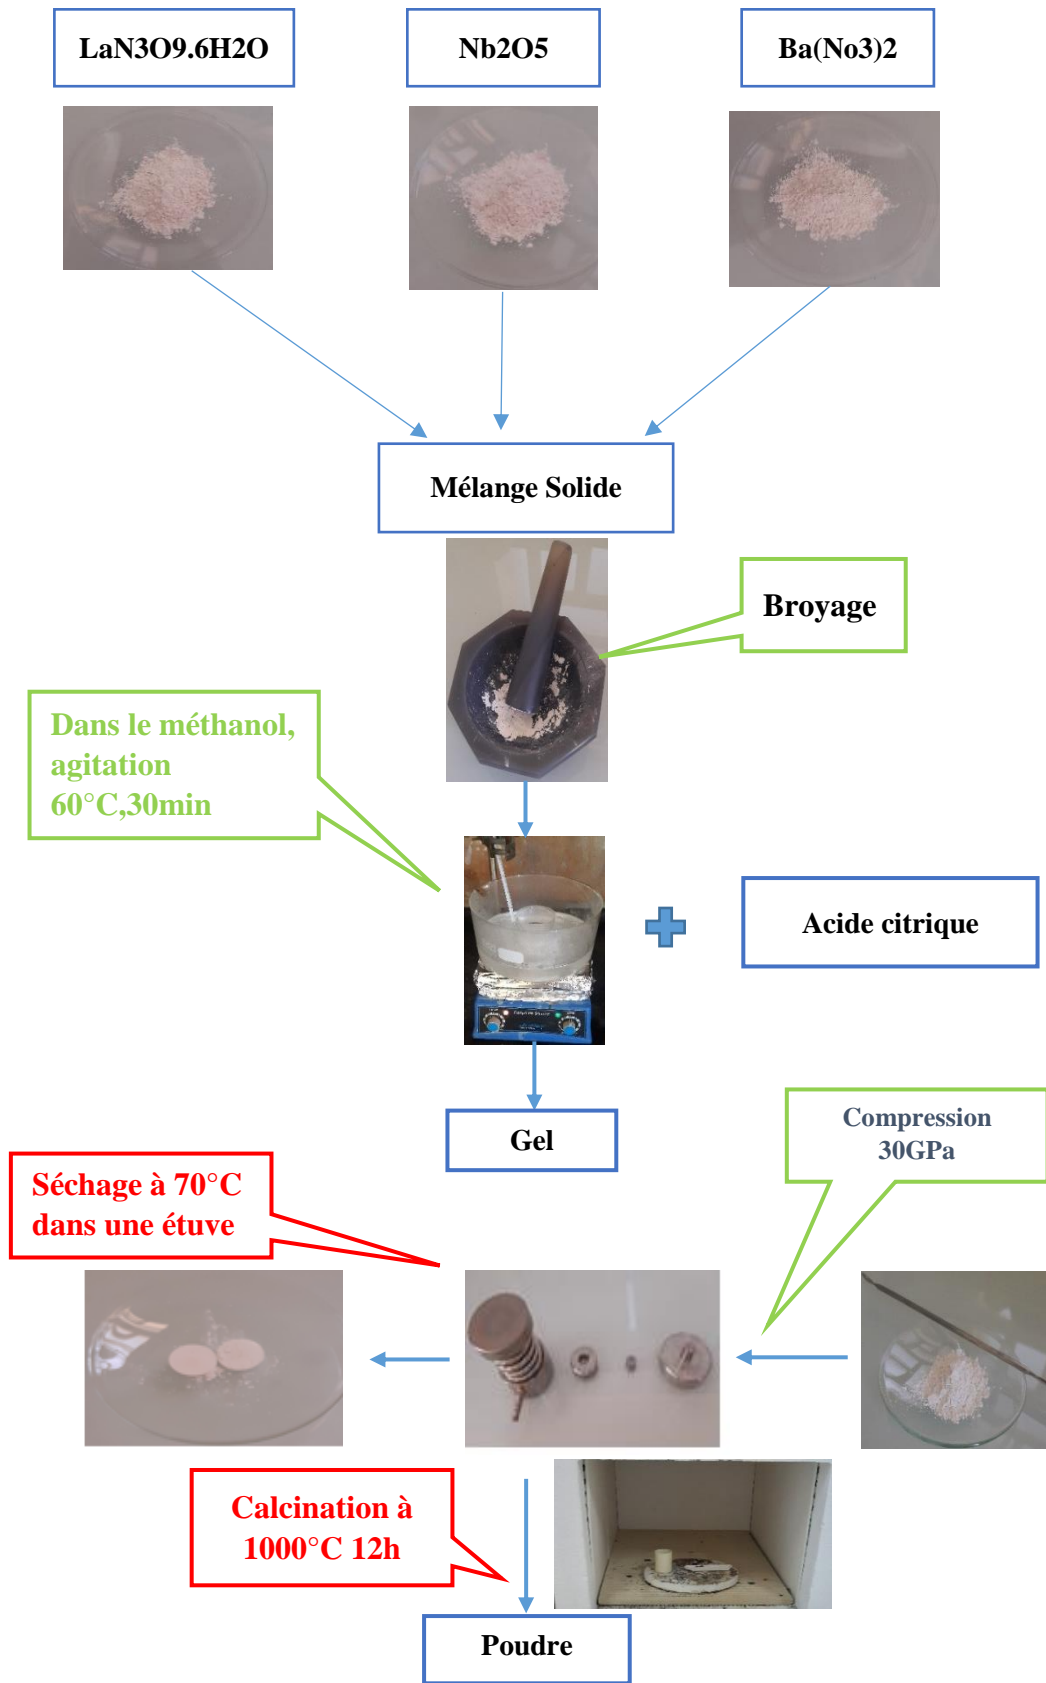 LaN3O9.6H2O
Nb2O5
Ba(No3)2
Mélange Solide
Broyage
Dans le méthanol,
agitation
60°C,30min
Acide citrique
Gel
Compression
30GPa
Séchage à 70°C
dans une étuve
Calcination à
1000°C 12h
Poudre